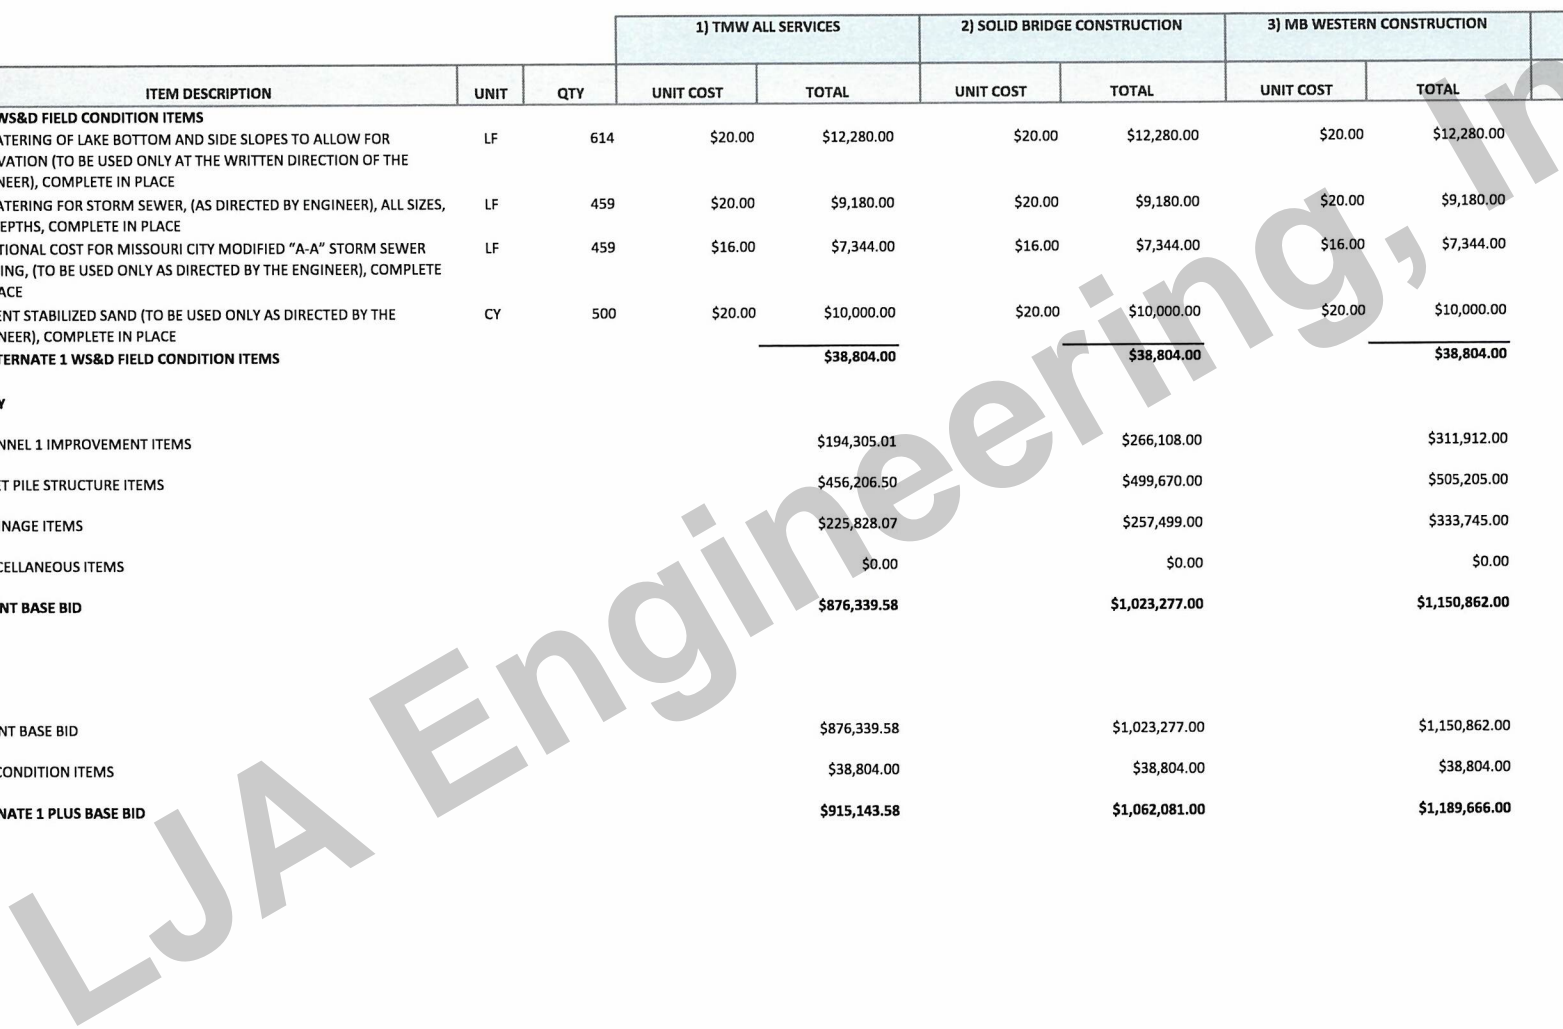 1) TMW ALL SERVICES 2) SOLID BRIDGE CONSTRUCTION 3) MB WESTERN CONSTRUCTION
ITEM DESCRIPTION UNIT QTY UNIT COST TOTAL UNIT COST TOTAL UNIT COST TOTAL
WS&D FIELD CONDITION ITEMS
ATERING OF LAKE BOTTOM AND SIDE SLOPES TO ALLOW FOR LF 614 $20.00 $12,280.00 $20.00 $12,280.00 $20.00 $12,280.00
VATION (TO BE USED ONLY AT THE WRITTEN DIRECTION OF THE
NEER), COMPLETE IN PLACE
ATERING FOR STORM SEWER, (AS DIRECTED BY ENGINEER), ALL SIZES, LF 459 $20.00 $9,180.00 $20.00 $9,180.00 $20.00 $9,180.00
EPTHS, COMPLETE IN PLACE
TIONAL COST FOR MISSOURI CITY MODIFIED "A-A" STORM SEWER LF 459 $16.00 $7,344.00 $16.00 $7,344.00 $16.00 $7,344.00
ING, (TO BE USED ONLY AS DIRECTED BY THE ENGINEER), COMPLETE
ACE
ENT STABILIZED SAND (TO BE USED ONLY AS DIRECTED BY THE CY 500 $20.00 $10,000.00 $20.00 $10,000.00 $20.00 $10,000.00
NEER), COMPLETE IN PLACE
TERNATE 1 WS&D FIELD CONDITION ITEMS $38,804.00 $38,804.00 $38,804.00
Y
NNEL 1 IMPROVEMENT ITEMS $194,305.01 $266,108.00 $311,912.00
T PILE STRUCTURE ITEMS $456,206.50 $499,670.00 $505,205.00
NAGE ITEMS $225,828.07 $257,499.00 $333,745.00
CELLANEOUS ITEMS $0.00 $0.00 $0.00
NT BASE BID $876,339.58 $1,023,277.00 $1,150,862.00
NT BASE BID $876,339.58 $1,023,277.00 $1,150,862.00
CONDITION ITEMS $38,804.00 $38,804.00 $38,804.00
NATE 1 PLUS BASE BID $915,143.58 $1,062,081.00 $1,189,666.00
LJA Engineering, In